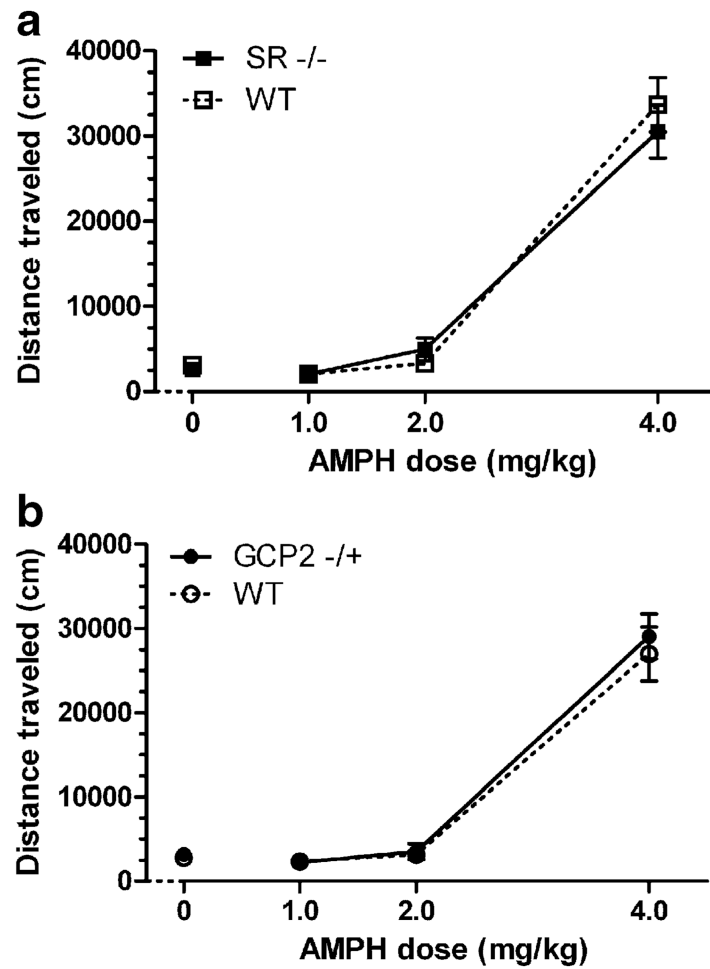 a
Distance traveled (cm)
40000
30000
20000
10000
0
SR -/-
WT
0 1.0 2.0 4.0
AMPH dose (mg/kg)
b
Distance traveled (cm)
40000
30000
20000
10000
0
GCP2 -/+
WT
0 1.0 2.0 4.0
AMPH dose (mg/kg)